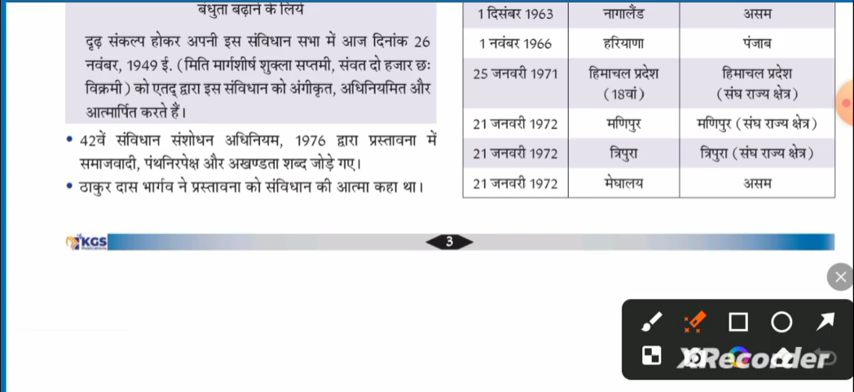 बंधुता बढ़ाने के लिये
दृढ़ संकल्प होकर अपनी इस संविधान सभा में आज दिनांक 26
नवंबर, 1949 ई. (मिति मार्गशीर्ष शुक्ला सप्तमी, संवत दो हजार छः
विक्रमी) को एतद् द्वारा इस संविधान को अंगीकृत, अधिनियमित और
आत्मार्पित करते हैं।
• 42वें संविधान संशोधन अधिनियम, 1976 द्वारा प्रस्तावना में
समाजवादी, पंथनिरपेक्ष और अखण्डता शब्द जोड़े गए।
• ठाकुर दास भार्गव ने प्रस्तावना को संविधान की आत्मा कहा था।
1 दिसंबर 1963 नागालैंड असम
1 नवंबर 1966 हरियाणा पंजाब
25 जनवरी 1971 हिमाचल प्रदेश हिमाचल प्रदेश
(18वां) (संघ राज्य क्षेत्र)
21 जनवरी 1972 मणिपुर मणिपुर (संघ राज्य क्षेत्र)
21 जनवरी 1972 त्रिपुरा त्रिपुरा (संघ राज्य क्षेत्र)
21 जनवरी 1972 मेघालय असम
KGS
3
XRecorder